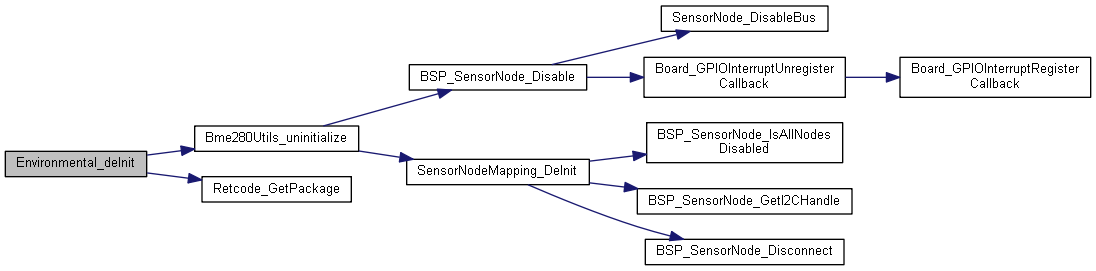 Environmental_deInit
Bme280Utils_uninitialize
Retcode_GetPackage
BSP_SensorNode_Disable
SensorNodeMapping_DeInit
SensorNode_DisableBus
Board_GPIOInterruptUnregister
Callback
Board_GPIOInterruptRegister
Callback
BSP_SensorNode_IsAllNodes
Disabled
BSP_SensorNode_GetI2CHandle
BSP_SensorNode_Disconnect